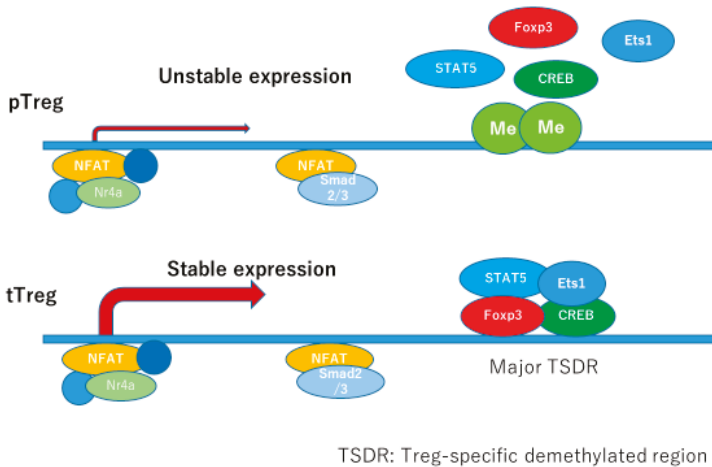 Foxp3
Ets1
STAT5
CREB
Unstable expression
pTreg
Me
Me
NFAT
Nr4a
NFAT
Smad
2/3
Stable expression
tTreg
STAT5
Ets1
Foxp3
CREB
NFAT
Nr4a
NFAT
Smad2
/3
Major TSDR
TSDR: Treg-specific demethylated region